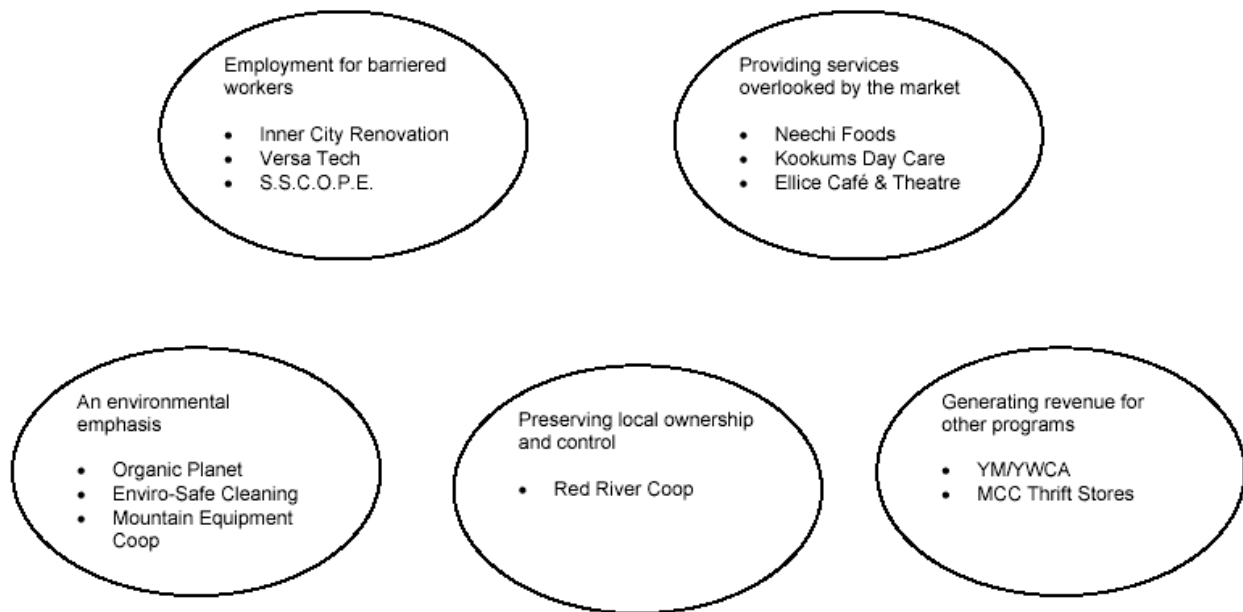 Employment for barriered
workers
• Inner City Renovation
• Versa Tech
• S.S.C.O.P.E.
Providing services
overlooked by the market
• Neechi Foods
• Kookums Day Care
• Ellice Café & Theatre
An environmental
emphasis
• Organic Planet
• Enviro-Safe Cleaning
• Mountain Equipment
Coop
Preserving local ownership
and control
• Red River Coop
Generating revenue for
other programs
• YM/YWCA
• MCC Thrift Stores